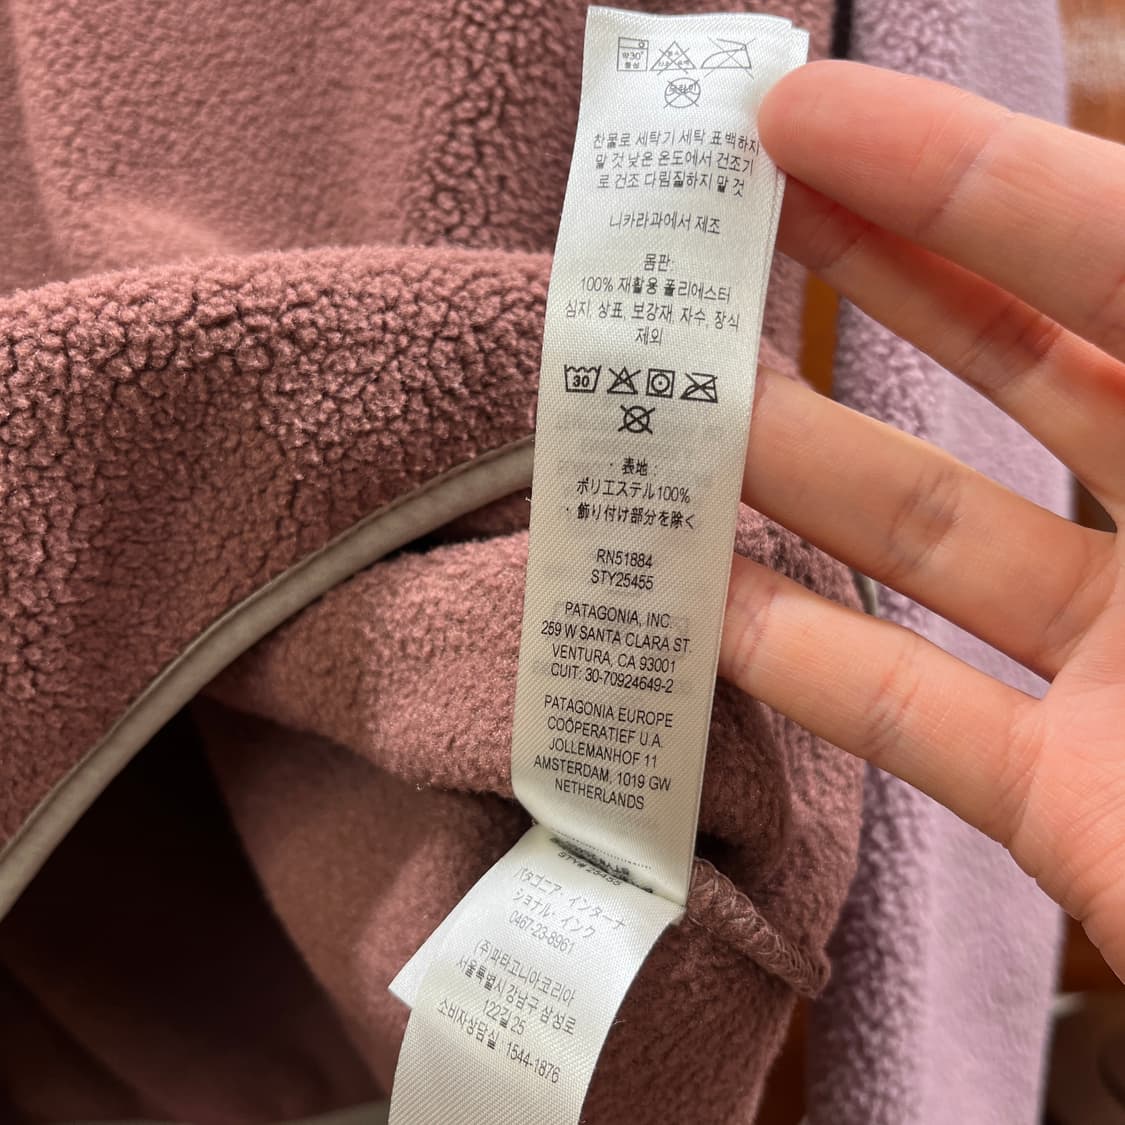 약30°
중성
찬물로 세탁기 세탁 표백하지
말 것 낮은 온도에서 건조기
로 건조 다림질하지 말 것
니카라과에서 제조
몸판:
100% 재활용 폴리에스터
심지, 상표, 보강재, 자수, 장식
제외
30
・表地・
ポリエステル100%
・飾り付け部分を除く
RN51884
STY25455
PATAGONIA, INC.
259 W SANTA CLARA ST.
VENTURA, CA 93001
CUIT: 30-70924649-2
PATAGONIA EUROPE
COÖPERATIEF U.A.
JOLLEMANHOF 11
AMSTERDAM, 1019 GW
NETHERLANDS
STY# 25455
パタゴニア・インターナ
ショナル・インク
0467-23-8961
(주)파타고니아코리아
서울특별시 강남구 삼성로
122길 25
소비자상담실 : 1544-1876